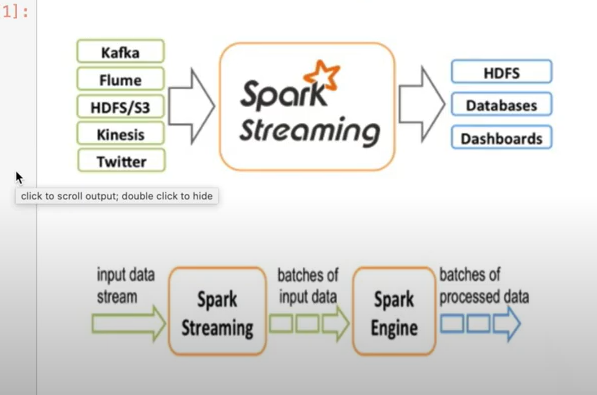 1]:
Kafka
Flume
HDFS/S3
Kinesis
Twitter
Spark
Streaming
HDFS
Databases
Dashboards
click to scroll output; double click to hide
input data
stream
Spark
Streaming
batches of
input data
Spark
Engine
batches of
processed data